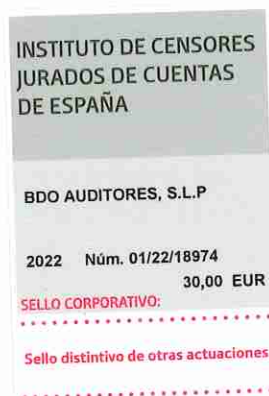 INSTITUTO DE CENSORES
JURADOS DE CUENTAS
DE ESPAÑA
BDO AUDITORES, S.L.P
2022 Núm. 01/22/18974
30,00 EUR
SELLO CORPORATIVO:
Sello distintivo de otras actuaciones